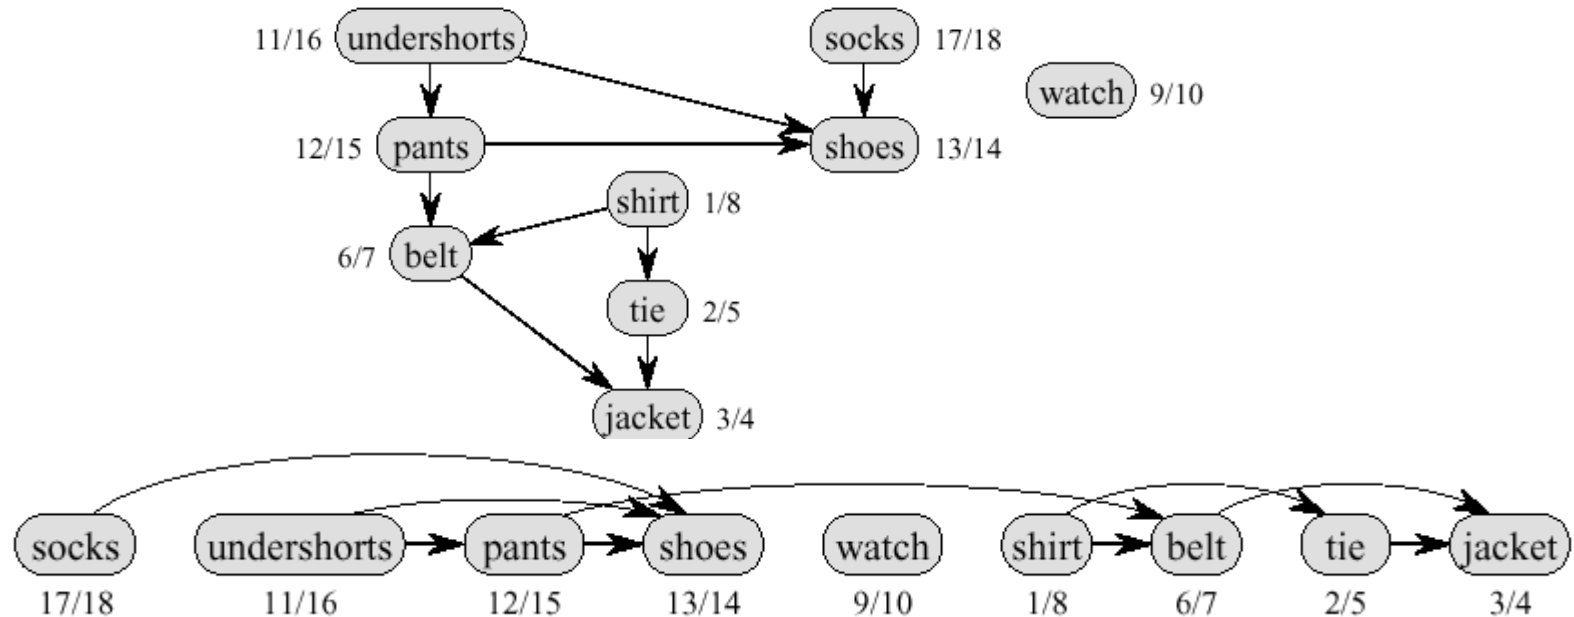 11/16 undershorts socks 17/18
watch 9/10
12/15 pants shoes 13/14
shirt 1/8
6/7 belt
tie 2/5
jacket 3/4
socks undershorts pants shoes watch shirt belt tie jacket
17/18 11/16 12/15 13/14 9/10 1/8 6/7 2/5 3/4